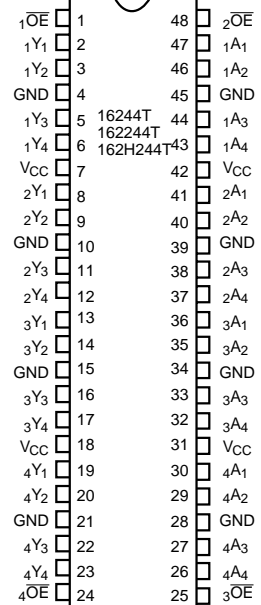 1OE 1 48 2OE
1Y1 2 47 1A1
1Y2 3 46 1A2
GND 4 45 GND
1Y3 5 16244T 44 1A3
162244T
1Y4 6 162H244T 43 1A4
VCC 7 42 VCC
2Y1 8 41 2A1
2Y2 9 40 2A2
GND 10 39 GND
2Y3 11 38 2A3
2Y4 12 37 2A4
3Y1 13 36 3A1
3Y2 14 35 3A2
GND 15 34 GND
3Y3 16 33 3A3
3Y4 17 32 3A4
VCC 18 31 VCC
4Y1 19 30 4A1
4Y2 20 29 4A2
GND 21 28 GND
4Y3 22 27 4A3
4Y4 23 26 4A4
4OE 24 25 3OE